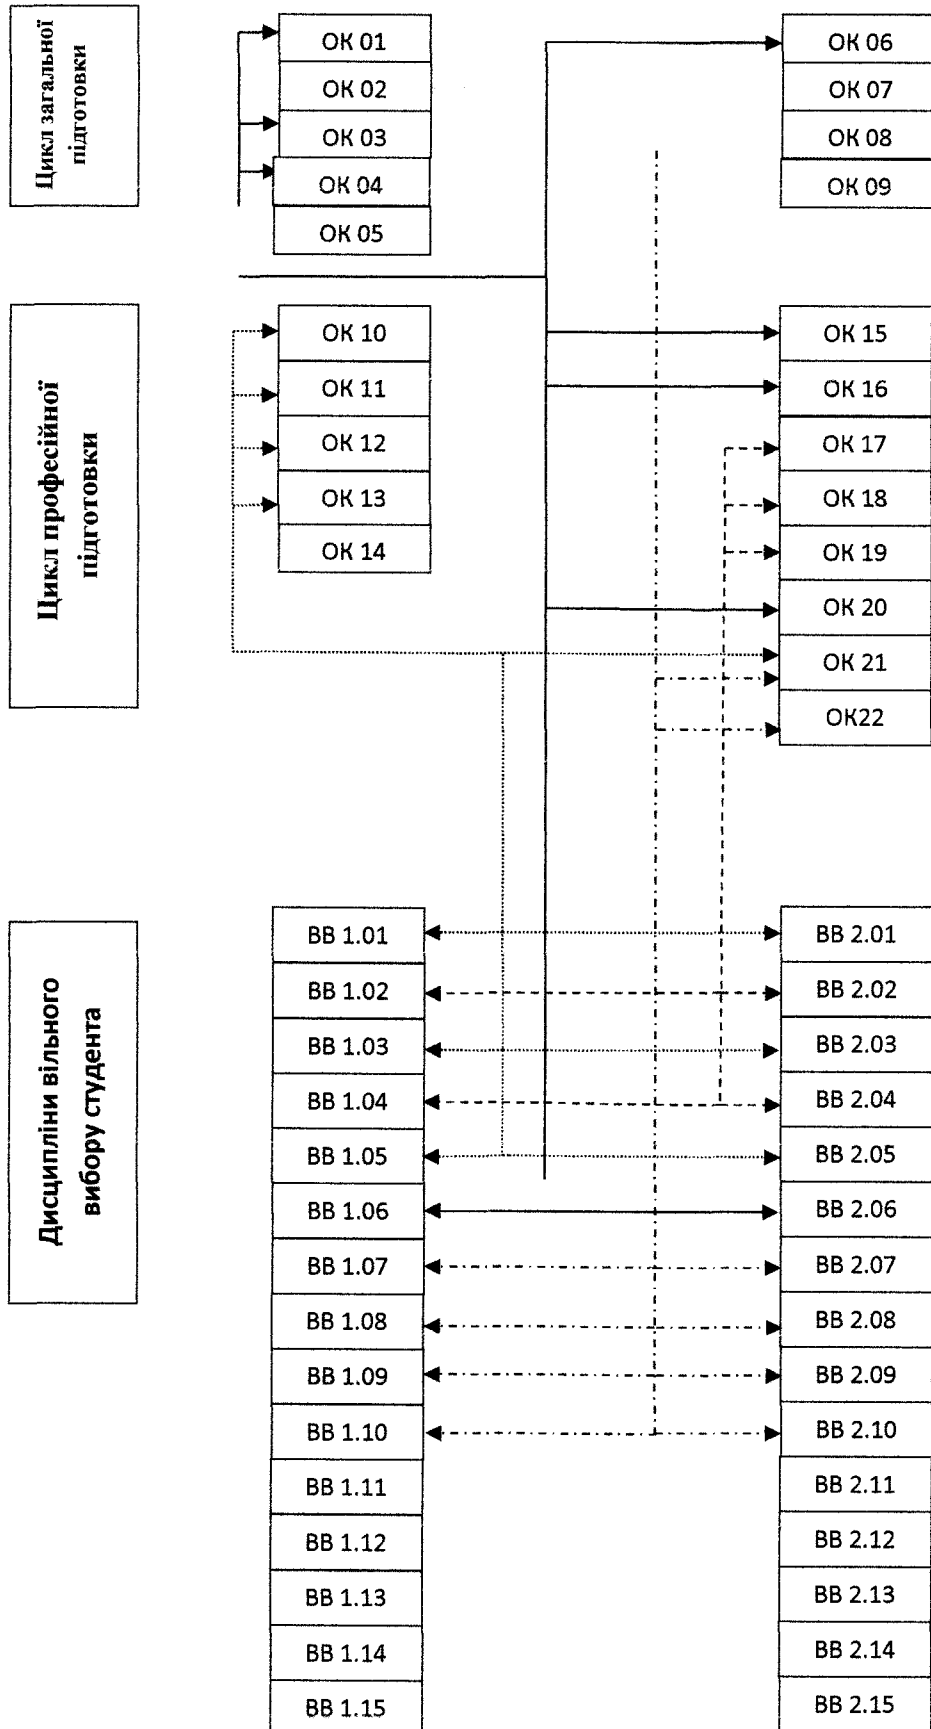 Цикл загальної
підготовки
ОК 01
ОК 02
ОК 03
ОК 04
ОК 05
ОК 06
ОК 07
ОК 08
ОК 09
Цикл професійної
підготовки
ОК 10
ОК 11
ОК 12
ОК 13
ОК 14
ОК 15
ОК 16
ОК 17
ОК 18
ОК 19
ОК 20
ОК 21
ОК22
Дисципліни вільного
вибору студента
ВВ 1.01
ВВ 1.02
ВВ 1.03
ВВ 1.04
ВВ 1.05
ВВ 1.06
ВВ 1.07
ВВ 1.08
ВВ 1.09
ВВ 1.10
ВВ 1.11
ВВ 1.12
ВВ 1.13
ВВ 1.14
ВВ 1.15
ВВ 2.01
ВВ 2.02
ВВ 2.03
ВВ 2.04
ВВ 2.05
ВВ 2.06
ВВ 2.07
ВВ 2.08
ВВ 2.09
ВВ 2.10
ВВ 2.11
ВВ 2.12
ВВ 2.13
ВВ 2.14
ВВ 2.15